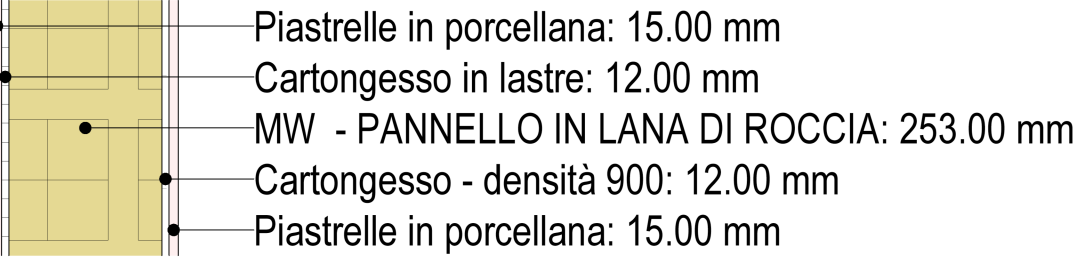 Piastrelle in porcellana: 15.00 mm
Cartongesso in lastre: 12.00 mm
MW  - PANNELLO IN LANA DI ROCCIA: 253.00 mm
Cartongesso - densità 900: 12.00 mm
Piastrelle in porcellana: 15.00 mm